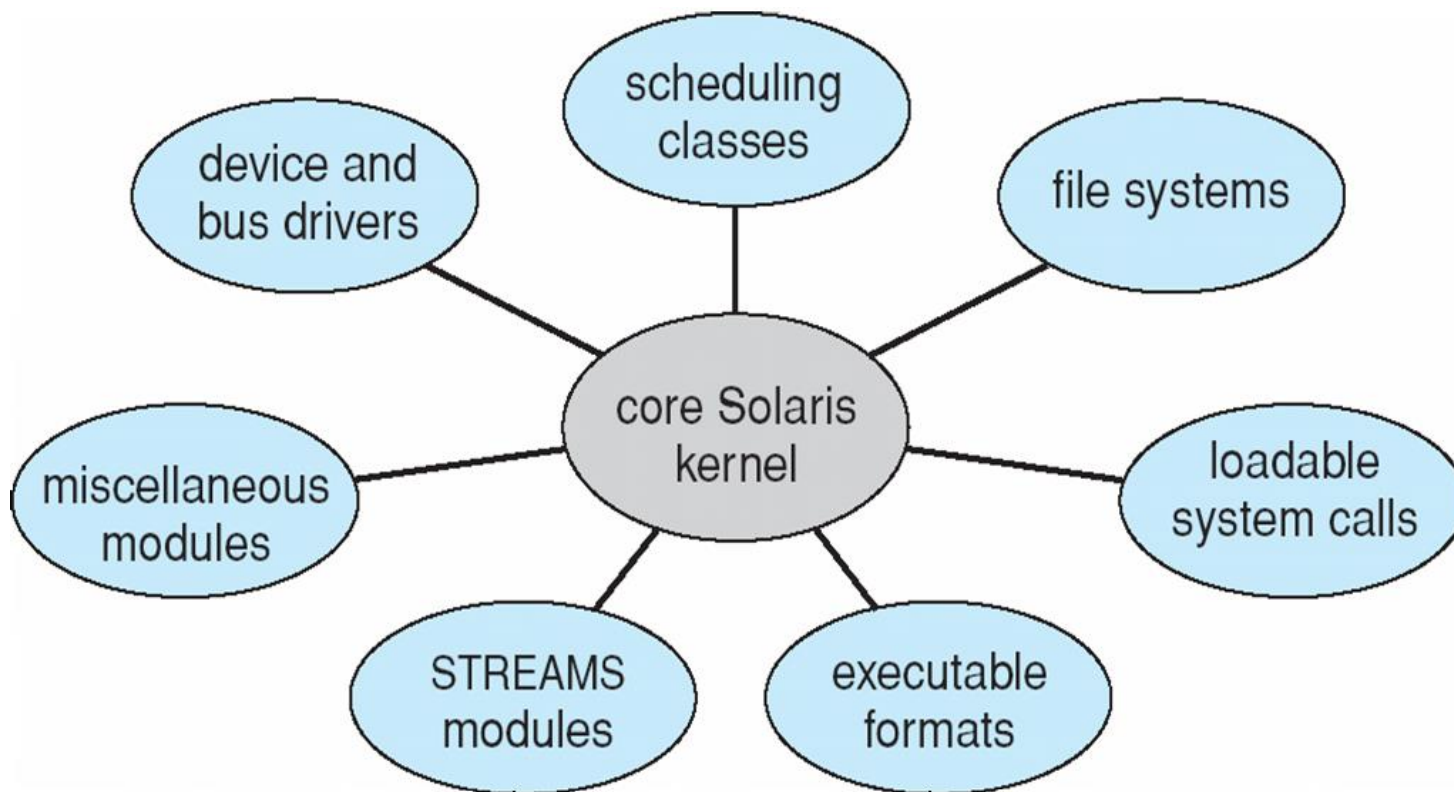 scheduling
classes
device and
bus drivers
file systems
core Solaris
kernel
loadable
system calls
miscellaneous
modules
STREAMS
modules
executable
formats